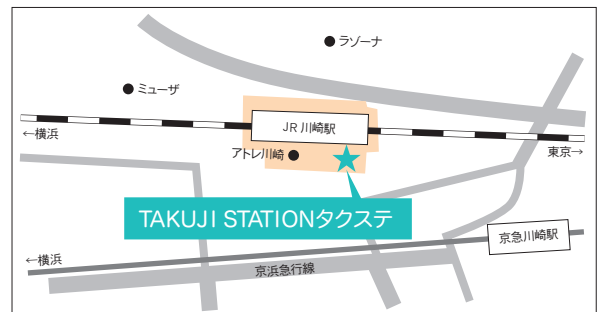 ラゾーナ
ミューザ
JR川崎駅
←横浜
アトレ川崎
東京→
TAKUJI STATIONタクステ
京急川崎駅
←横浜
京浜急行線